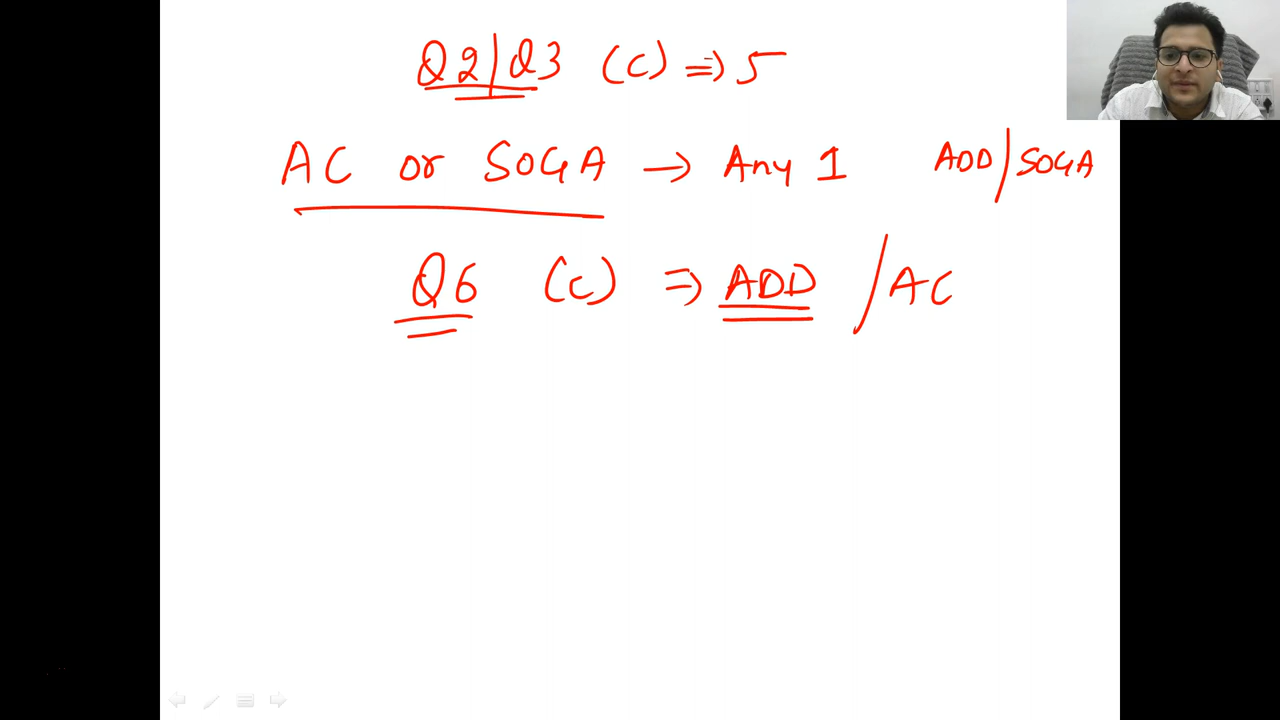 Q2/Q3 (C) ⇒ 5
AC or SOGA → Any 1 ADD/SOGA
Q6 (C) ⇒ ADD / AC